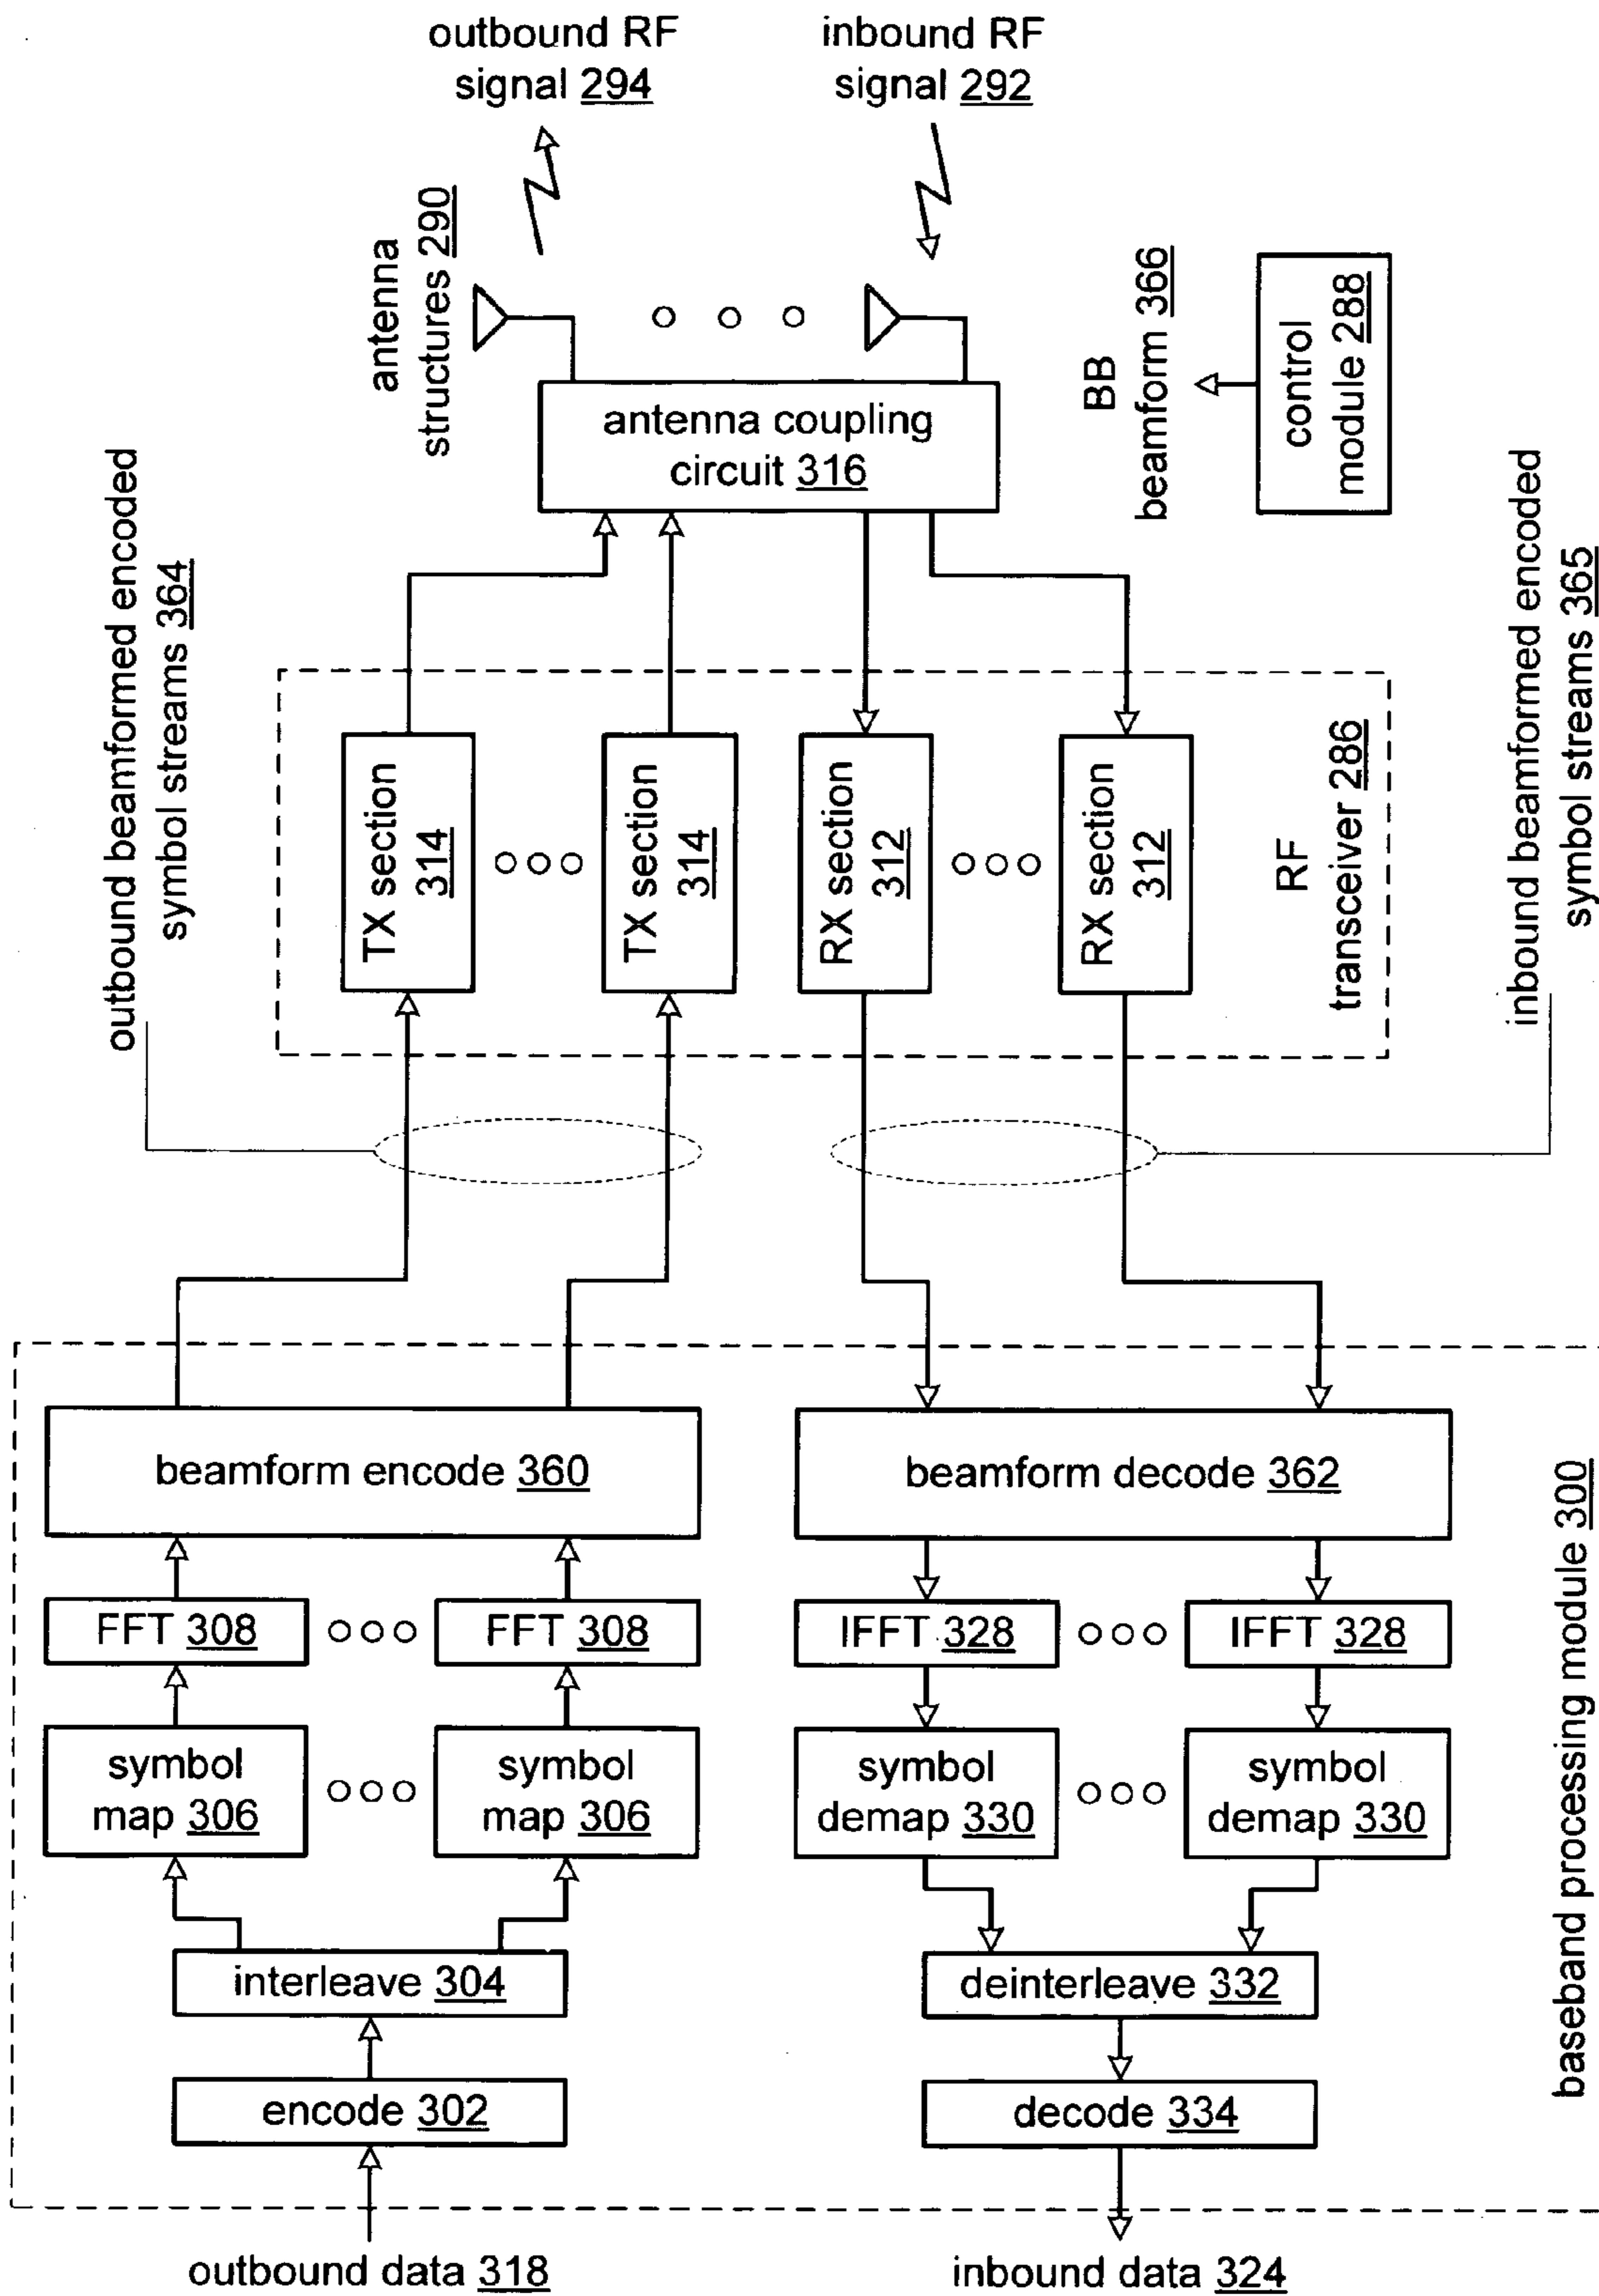 outbound RF
signal 294
inbound RF
signal 292
antenna
structures 290
antenna coupling
circuit 316
BB
beamform 366
control
module 288
outbound beamformed encoded
symbol streams 364
TX section
314
TX section
314
RX section
312
RX section
312
RF
transceiver 286
inbound beamformed encoded
symbol streams 365
beamform encode 360
beamform decode 362
FFT 308
FFT 308
IFFT 328
IFFT 328
symbol
map 306
symbol
map 306
symbol
demap 330
symbol
demap 330
interleave 304
deinterleave 332
encode 302
decode 334
baseband processing module 300
outbound data 318
inbound data 324